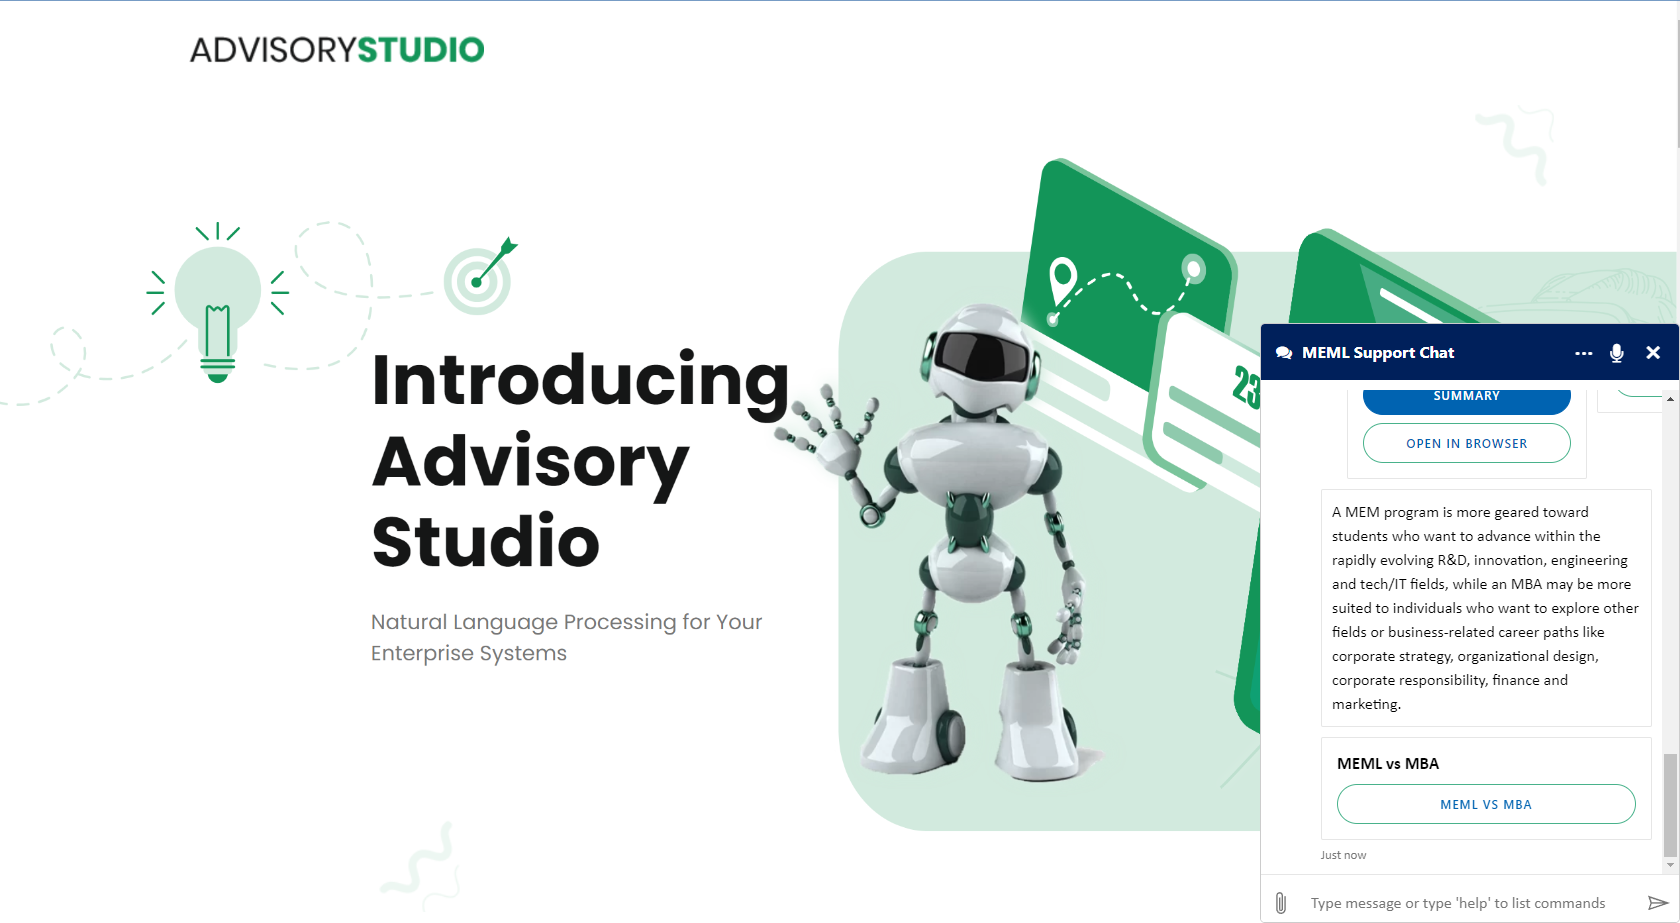 ADVISORYSTUDIO
Introducing
Advisory
Studio
Natural Language Processing for Your
Enterprise Systems
23
MEML Support Chat
SUMMARY
OPEN IN BROWSER
A MEM program is more geared toward
students who want to advance within the
rapidly evolving R&D, innovation, engineering
and tech/IT fields, while an MBA may be more
suited to individuals who want to explore other
fields or business-related career paths like
corporate strategy, organizational design,
corporate responsibility, finance and
marketing.
MEML vs MBA
MEML VS MBA
Just now
Type message or type 'help' to list commands